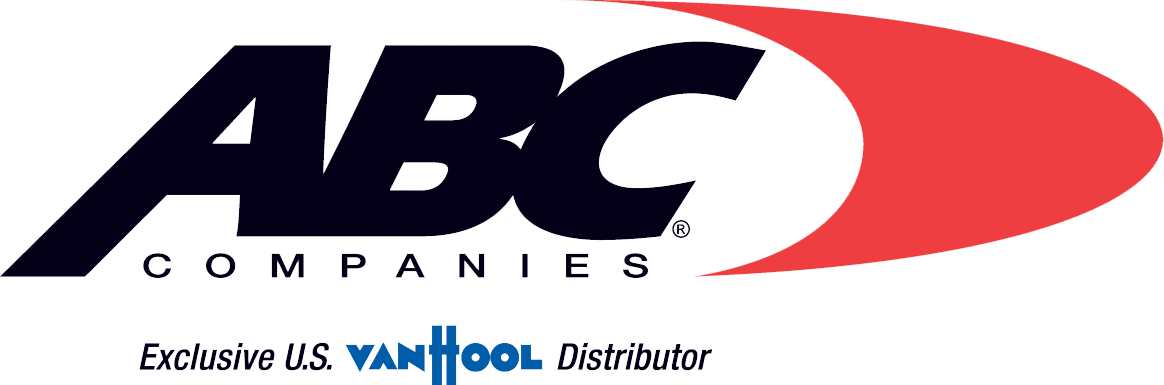 ABC®
COMPANIES
Exclusive U.S. VANHOOL Distributor